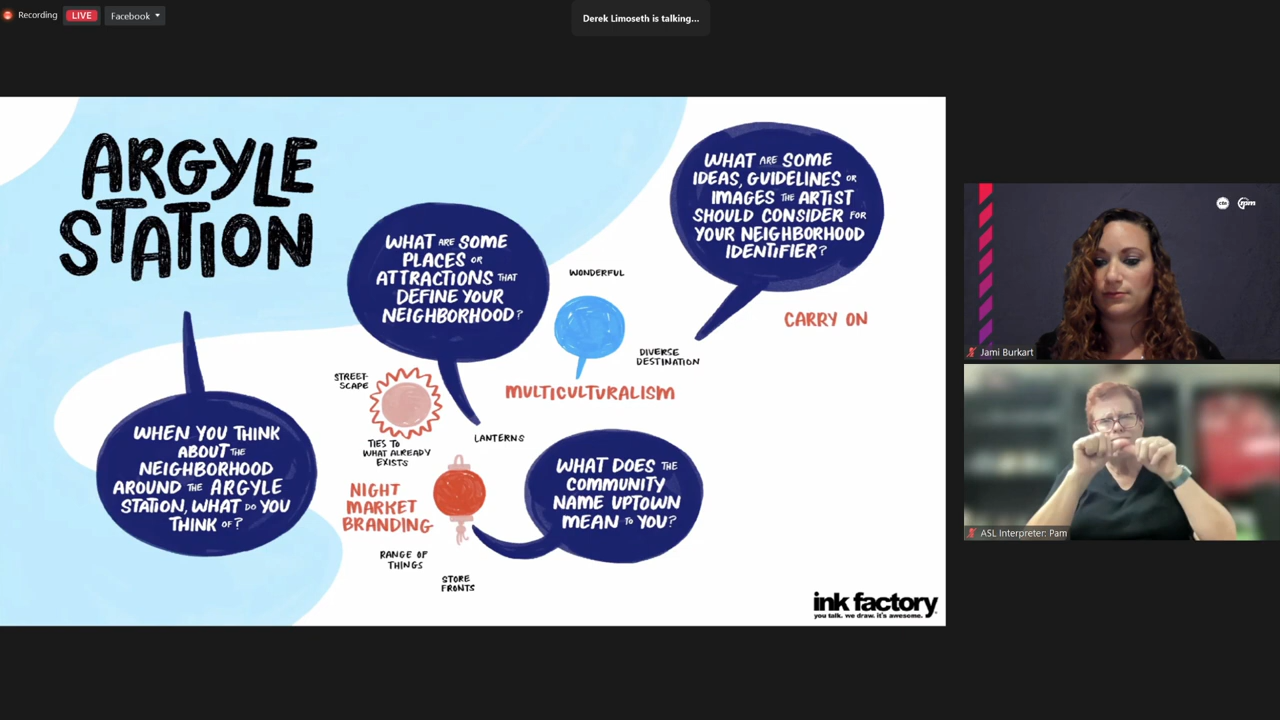 Recording
LIVE
Facebook
Derek Limoseth is talking...
ARGYLE
STATION
WHAT ARE SOME
IDEAS, GUIDELINES OR
IMAGES THE ARTIST
SHOULD CONSIDER FOR
YOUR NEIGHBORHOOD
IDENTIFIER?
CARRY ON
WHAT ARE SOME
PLACES OR
ATTRACTIONS THAT
DEFINE YOUR
NEIGHBORHOOD?
WONDERFUL
DIVERSE
DESTINATION
MULTICULTURALISM
STREET-
SCAPE
TIES TO
WHAT ALREADY
EXISTS
LANTERNS
NIGHT
MARKET
BRANDING
RANGE OF
THINGS
STORE
FRONTS
WHEN YOU THINK
ABOUT THE
NEIGHBORHOOD
AROUND THE ARGYLE
STATION, WHAT DO YOU
THINK OF?
WHAT DOES THE
COMMUNITY
NAME UPTOWN
MEAN TO YOU?
ink factory
you talk. we draw. it's awesome.
cta
rpm
Jami Burkart
ASL Interpreter: Pam